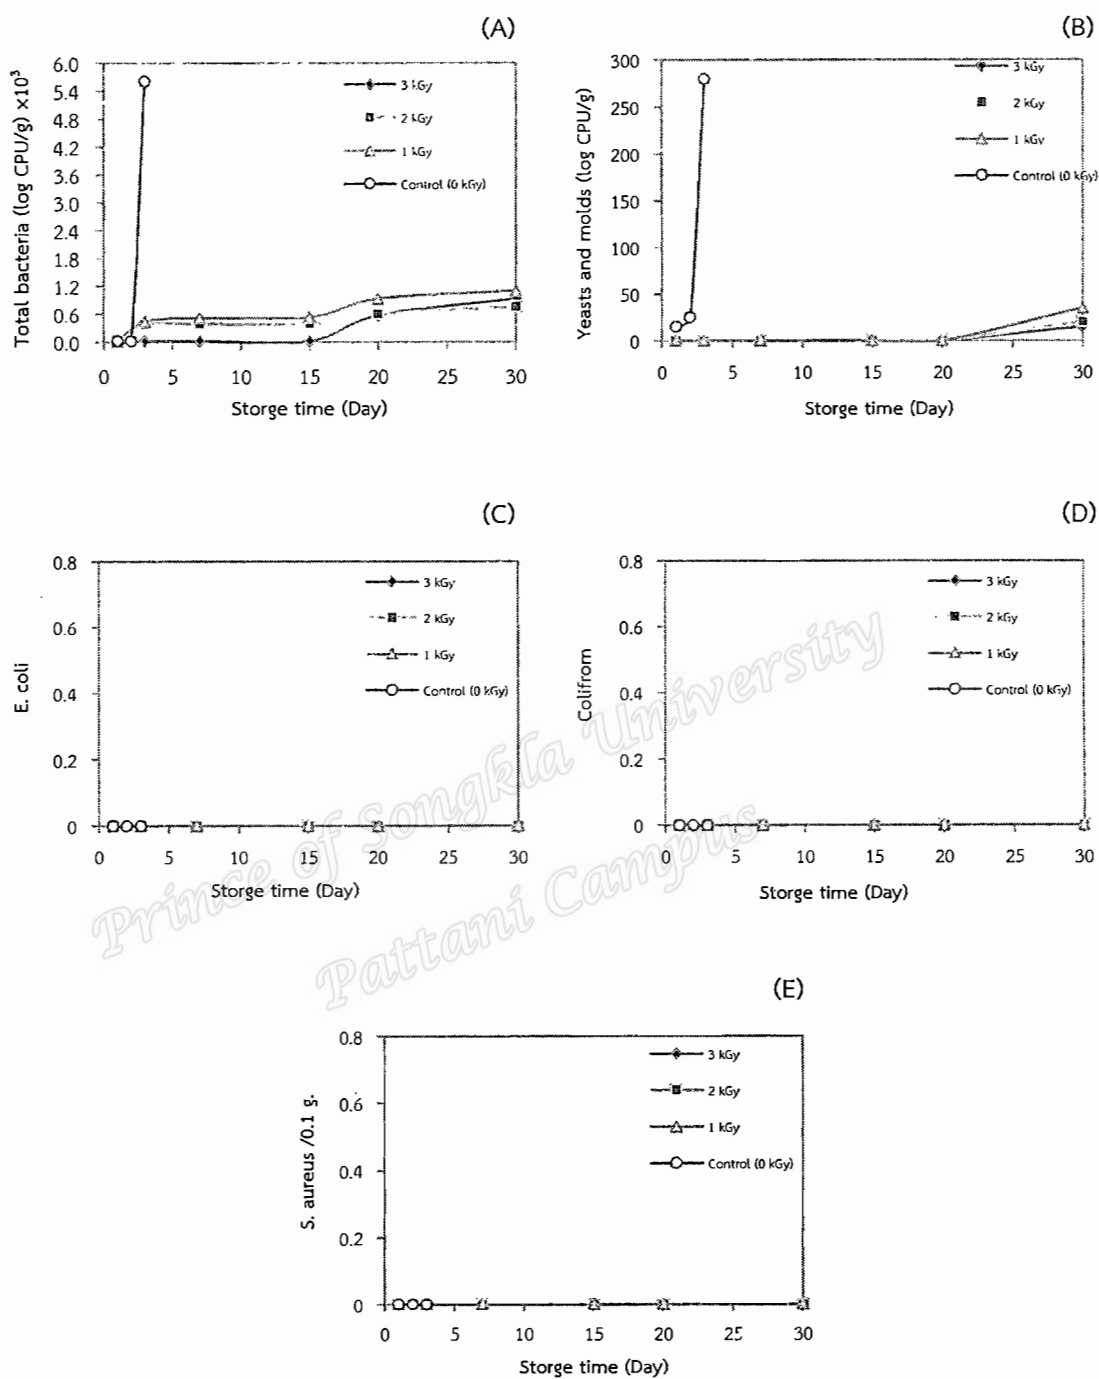 (A)
Total bacteria (log CPU/g) ×10³
6.0
5.4
4.8
4.2
3.6
3.0
2.4
1.8
1.2
0.6
0.0
3 kGy
2 kGy
1 kGy
Control (0 kGy)
0 5 10 15 20 25 30
Storge time (Day)
(B)
Yeasts and molds (log CPU/g)
300
250
200
150
100
50
0
3 kGy
2 kGy
1 kGy
Control (0 kGy)
0 5 10 15 20 25 30
Storge time (Day)
(C)
E. coli
0.8
0.6
0.4
0.2
0
3 kGy
2 kGy
1 kGy
Control (0 kGy)
0 5 10 15 20 25 30
Storge time (Day)
(D)
Colifrom
0.8
0.6
0.4
0.2
0
3 kGy
2 kGy
1 kGy
Control (0 kGy)
0 5 10 15 20 25 30
Storge time (Day)
Prince of Songkla University
Pattani Campus
(E)
S. aureus /0.1 g.
0.8
0.6
0.4
0.2
0
3 kGy
2 kGy
1 kGy
Control (0 kGy)
0 5 10 15 20 25 30
Storge time (Day)